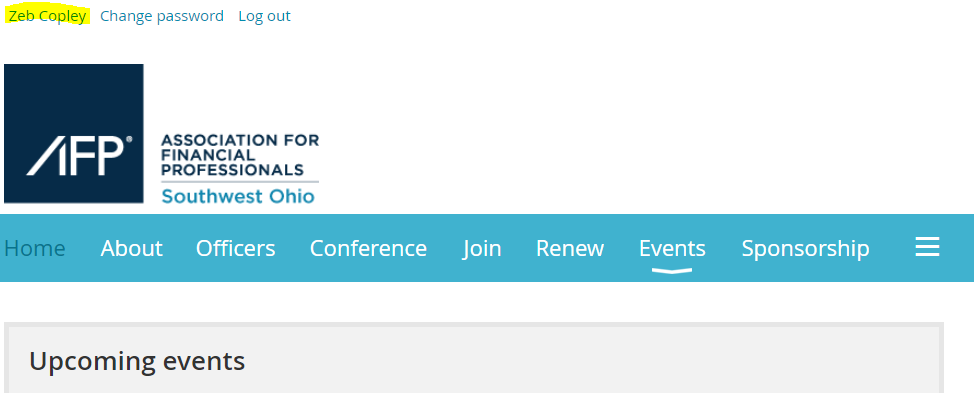 Zeb Copley Change password Log out
AFP®
ASSOCIATION FOR
FINANCIAL
PROFESSIONALS
Southwest Ohio
Home About Officers Conference Join Renew Events Sponsorship
Upcoming events